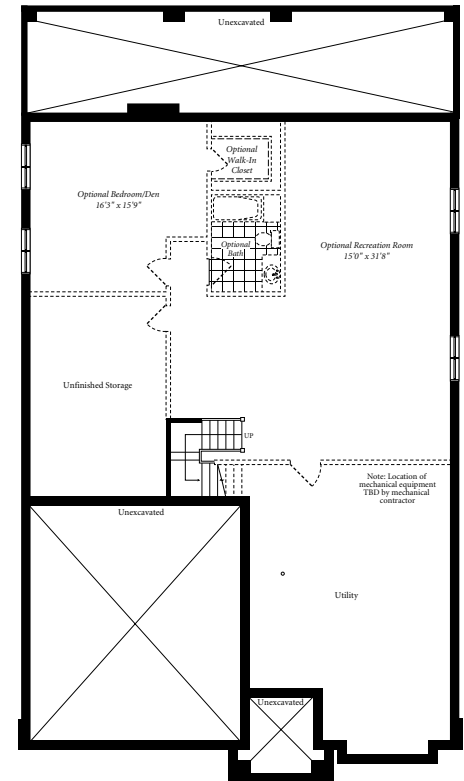 Unexcavated
Optional
Walk-In
Closet
Optional Bedroom/Den
16'3" x 15'9"
Optional
Bath
Optional Recreation Room
15'0" x 31'8"
Unfinished Storage
UP
Note: Location of
mechanical equipment
TBD by mechanical
contractor
Unexcavated
Utility
Unexcavated